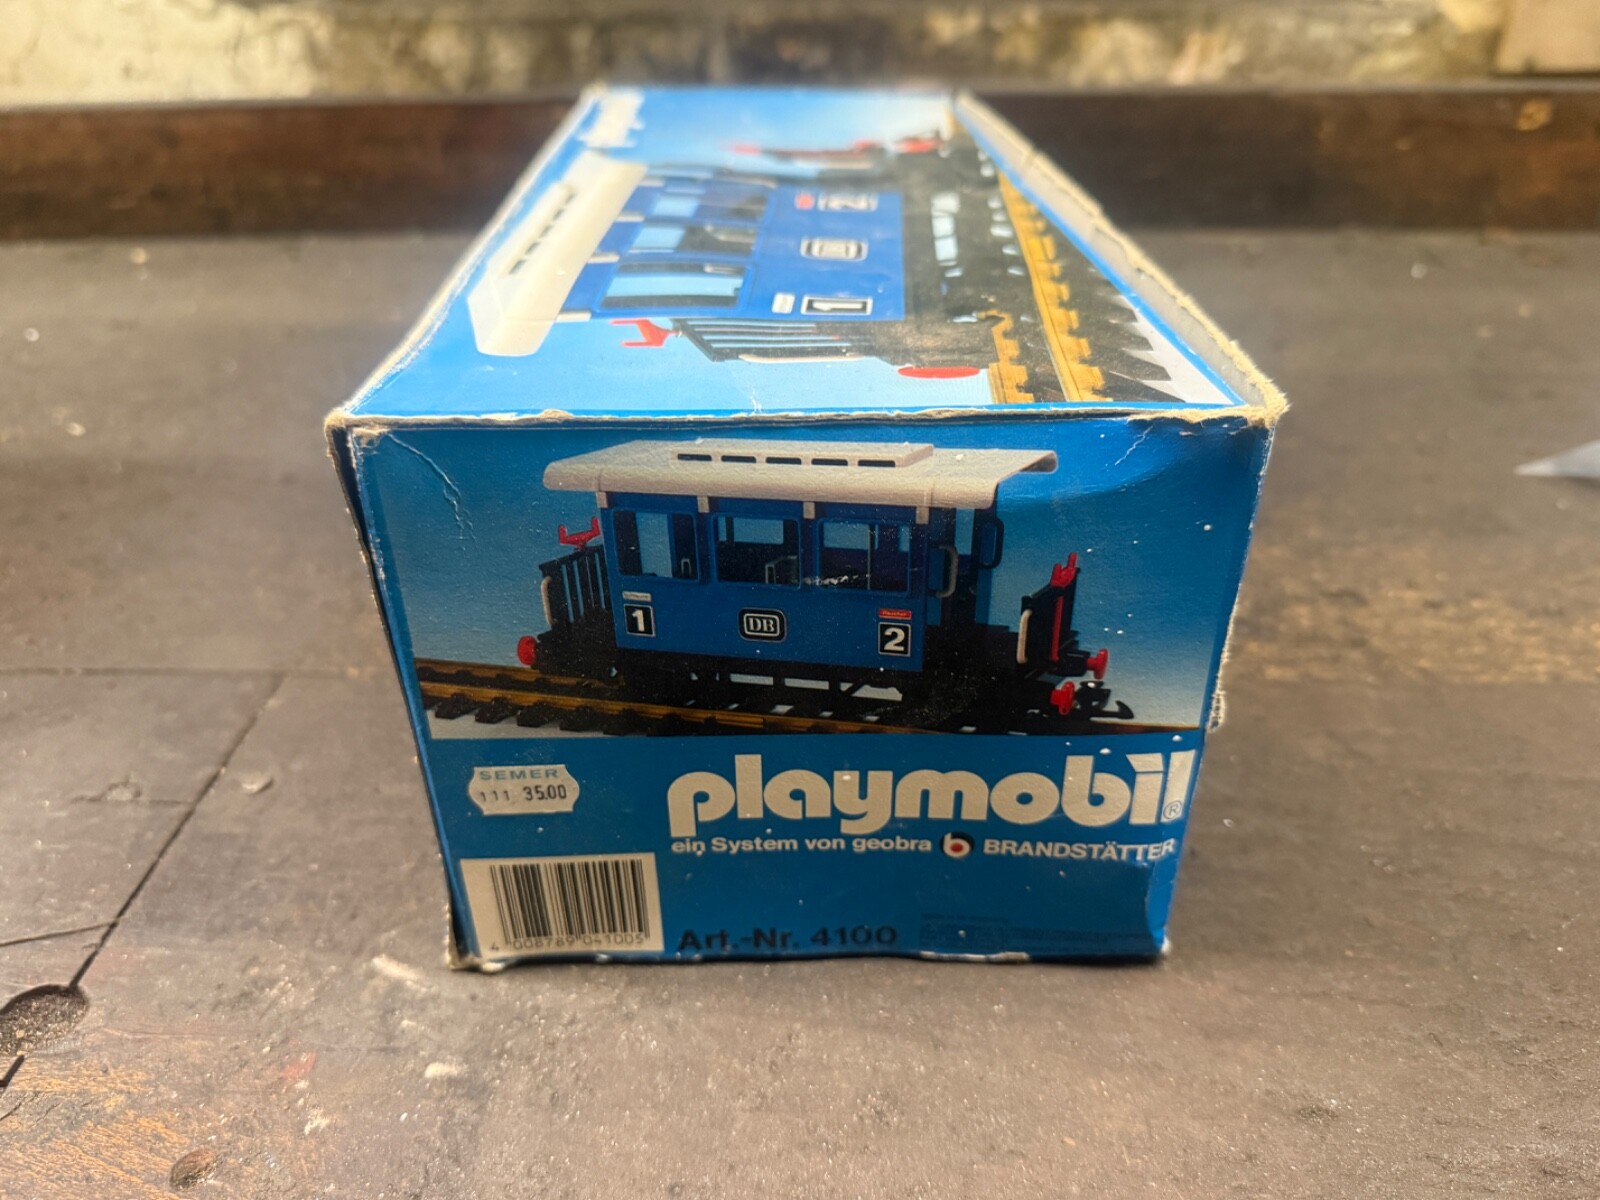 1
1
DB
2
SEMER
111 35.00
playmobil®
ein System von geobra b BRANDSTÄTTER
4 008789 041005
Art.-Nr. 4100